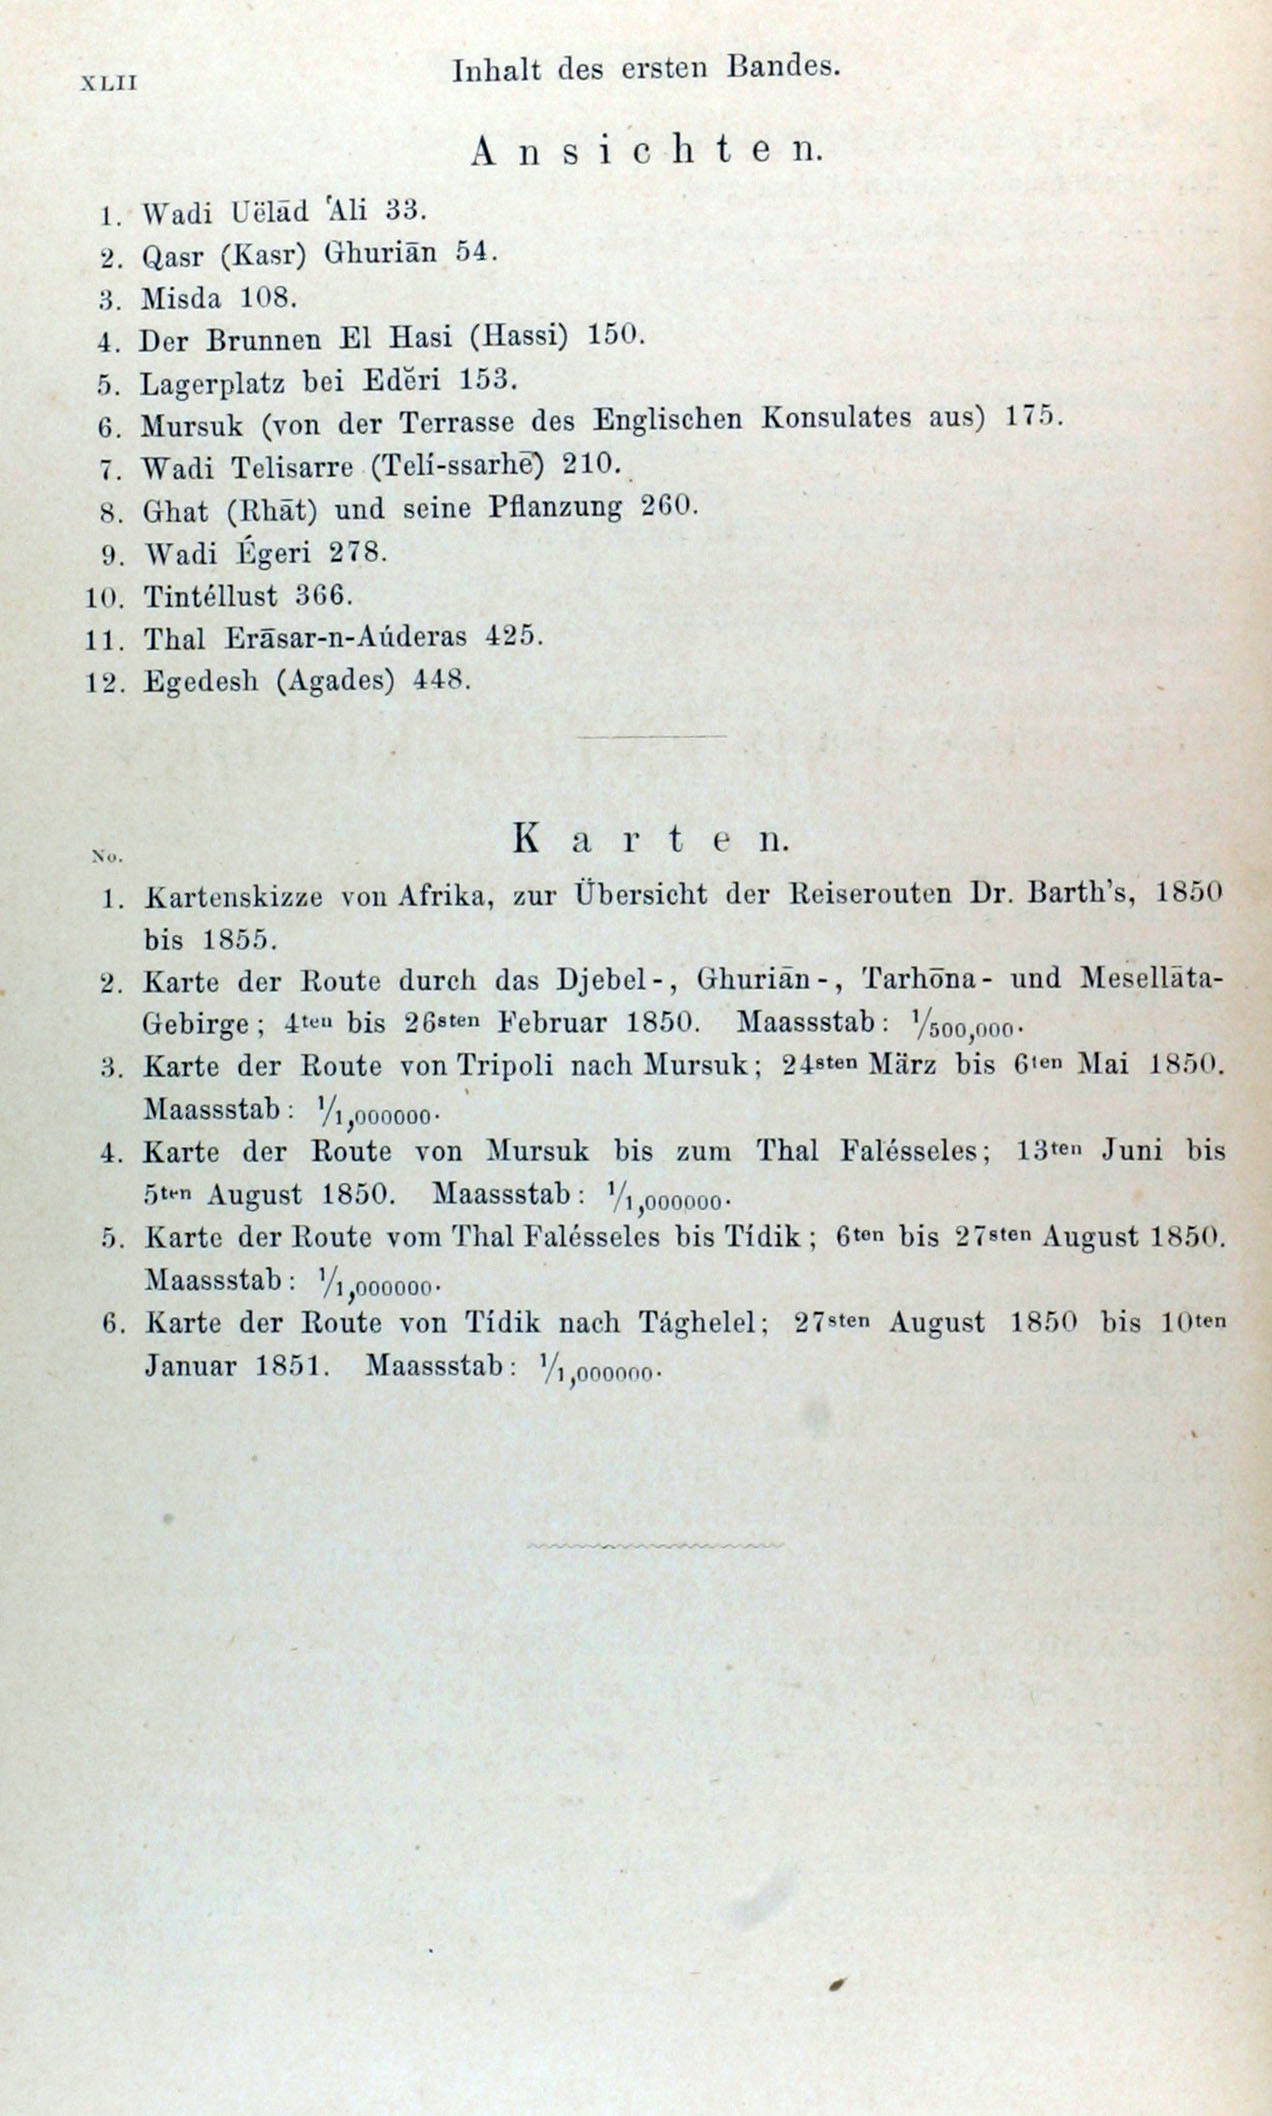 XLII
Inhalt des ersten Bandes.
Ansichten.
1. Wadi Uëlād 'Ali 33.
2. Qasr (Kasr) Ghuriān 54.
3. Misda 108.
4. Der Brunnen El Hasi (Hassi) 150.
5. Lagerplatz bei Ederi 153.
6. Mursuk (von der Terrasse des Englischen Konsulates aus) 175.
7. Wadi Telisarre (Telí-ssarhē) 210.
8. Ghat (Rhāt) und seine Pflanzung 260.
9. Wadi Égeri 278.
10. Tintéllust 366.
11. Thal Erāsar-n-Aúderas 425.
12. Egedesh (Agades) 448.
Karten.
No.
1. Kartenskizze von Afrika, zur Übersicht der Reiserouten Dr. Barth's, 1850
bis 1855.
2. Karte der Route durch das Djebel-, Ghuriān-, Tarhōna- und Mesellāta-
Gebirge; 4ten bis 26sten Februar 1850. Maassstab: 1/500,000.
3. Karte der Route von Tripoli nach Mursuk; 24sten März bis 6ten Mai 1850.
Maassstab: 1/1,000000.
4. Karte der Route von Mursuk bis zum Thal Falésseles; 13ten Juni bis
5ten August 1850. Maassstab: 1/1,000000.
5. Karte der Route vom Thal Falésseles bis Tídik; 6ten bis 27sten August 1850.
Maassstab: 1/1,000000.
6. Karte der Route von Tídik nach Tághelel; 27sten August 1850 bis 10ten
Januar 1851. Maassstab: 1/1,000000.